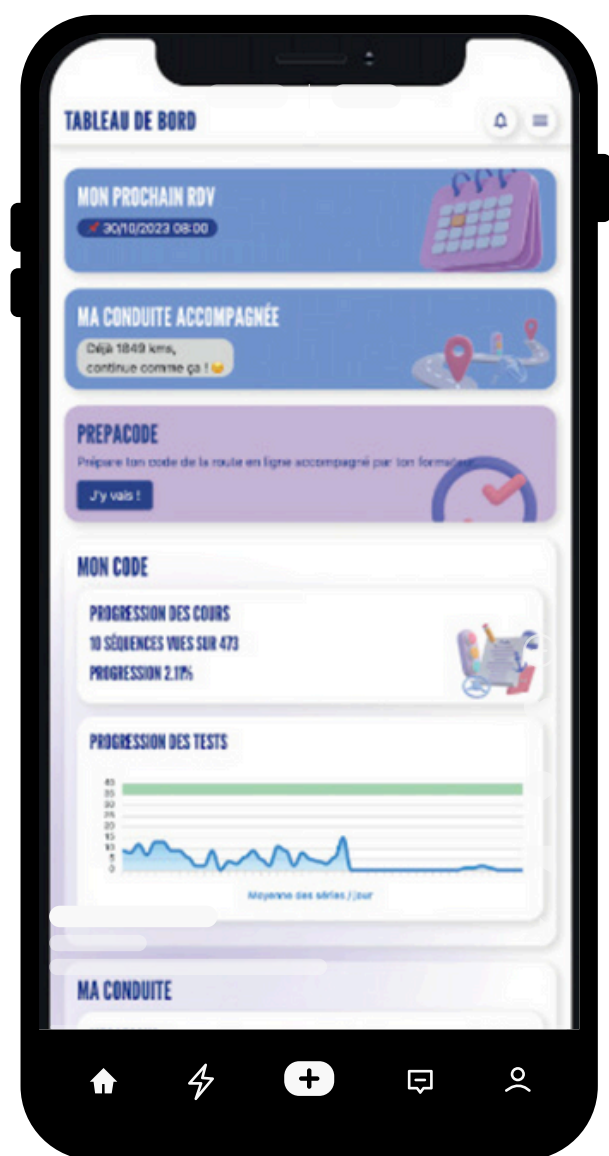 TABLEAU DE BORD
MON PROCHAIN RDV
30/10/2023 08:00
MA CONDUITE ACCOMPAGNÉE
Déjà 1849 kms,
continue comme ça !
PREPACODE
Prépare ton code de la route en ligne accompagné par ton formateur
J'y vais !
MON CODE
PROGRESSION DES COURS
10 SÉQUENCES VUES SUR 473
PROGRESSION 2.11%
PROGRESSION DES TESTS
40
35
30
25
20
15
10
5
0
Moyenne des séries / jour
MA CONDUITE